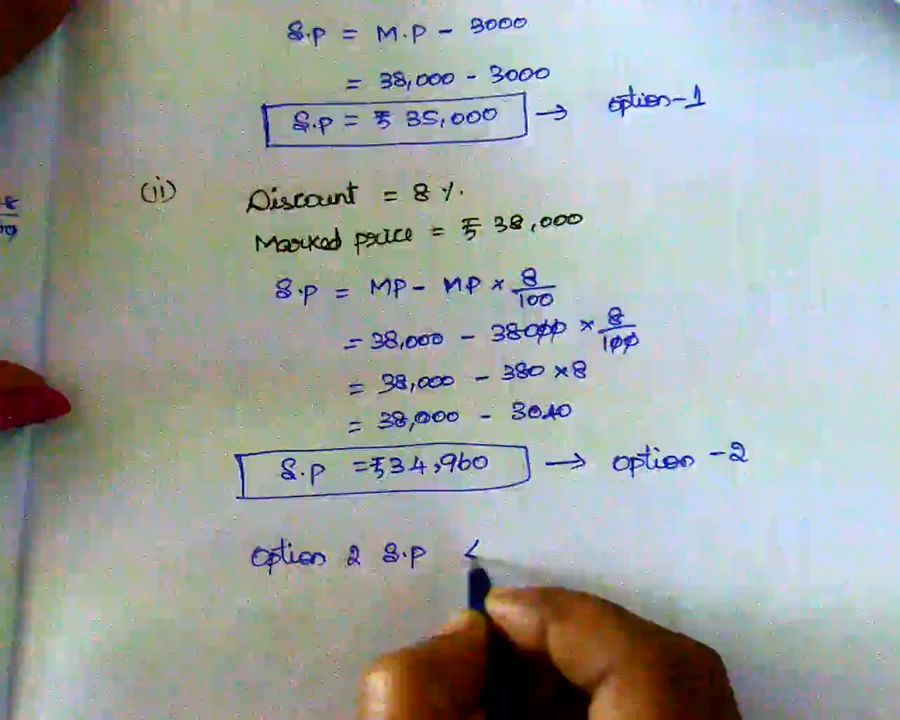 S.P = M.P - 3000
= 38,000 - 3000
S.P = ₹ 35,000 → option-1
(ii) Discount = 8 %.
Marked price = ₹ 38,000
S.P = MP - MP × 8/100
= 38,000 - 38000 × 8/100
= 38,000 - 380 × 8
= 38,000 - 3040
S.P = ₹34,960 → option -2
option 2 S.P <